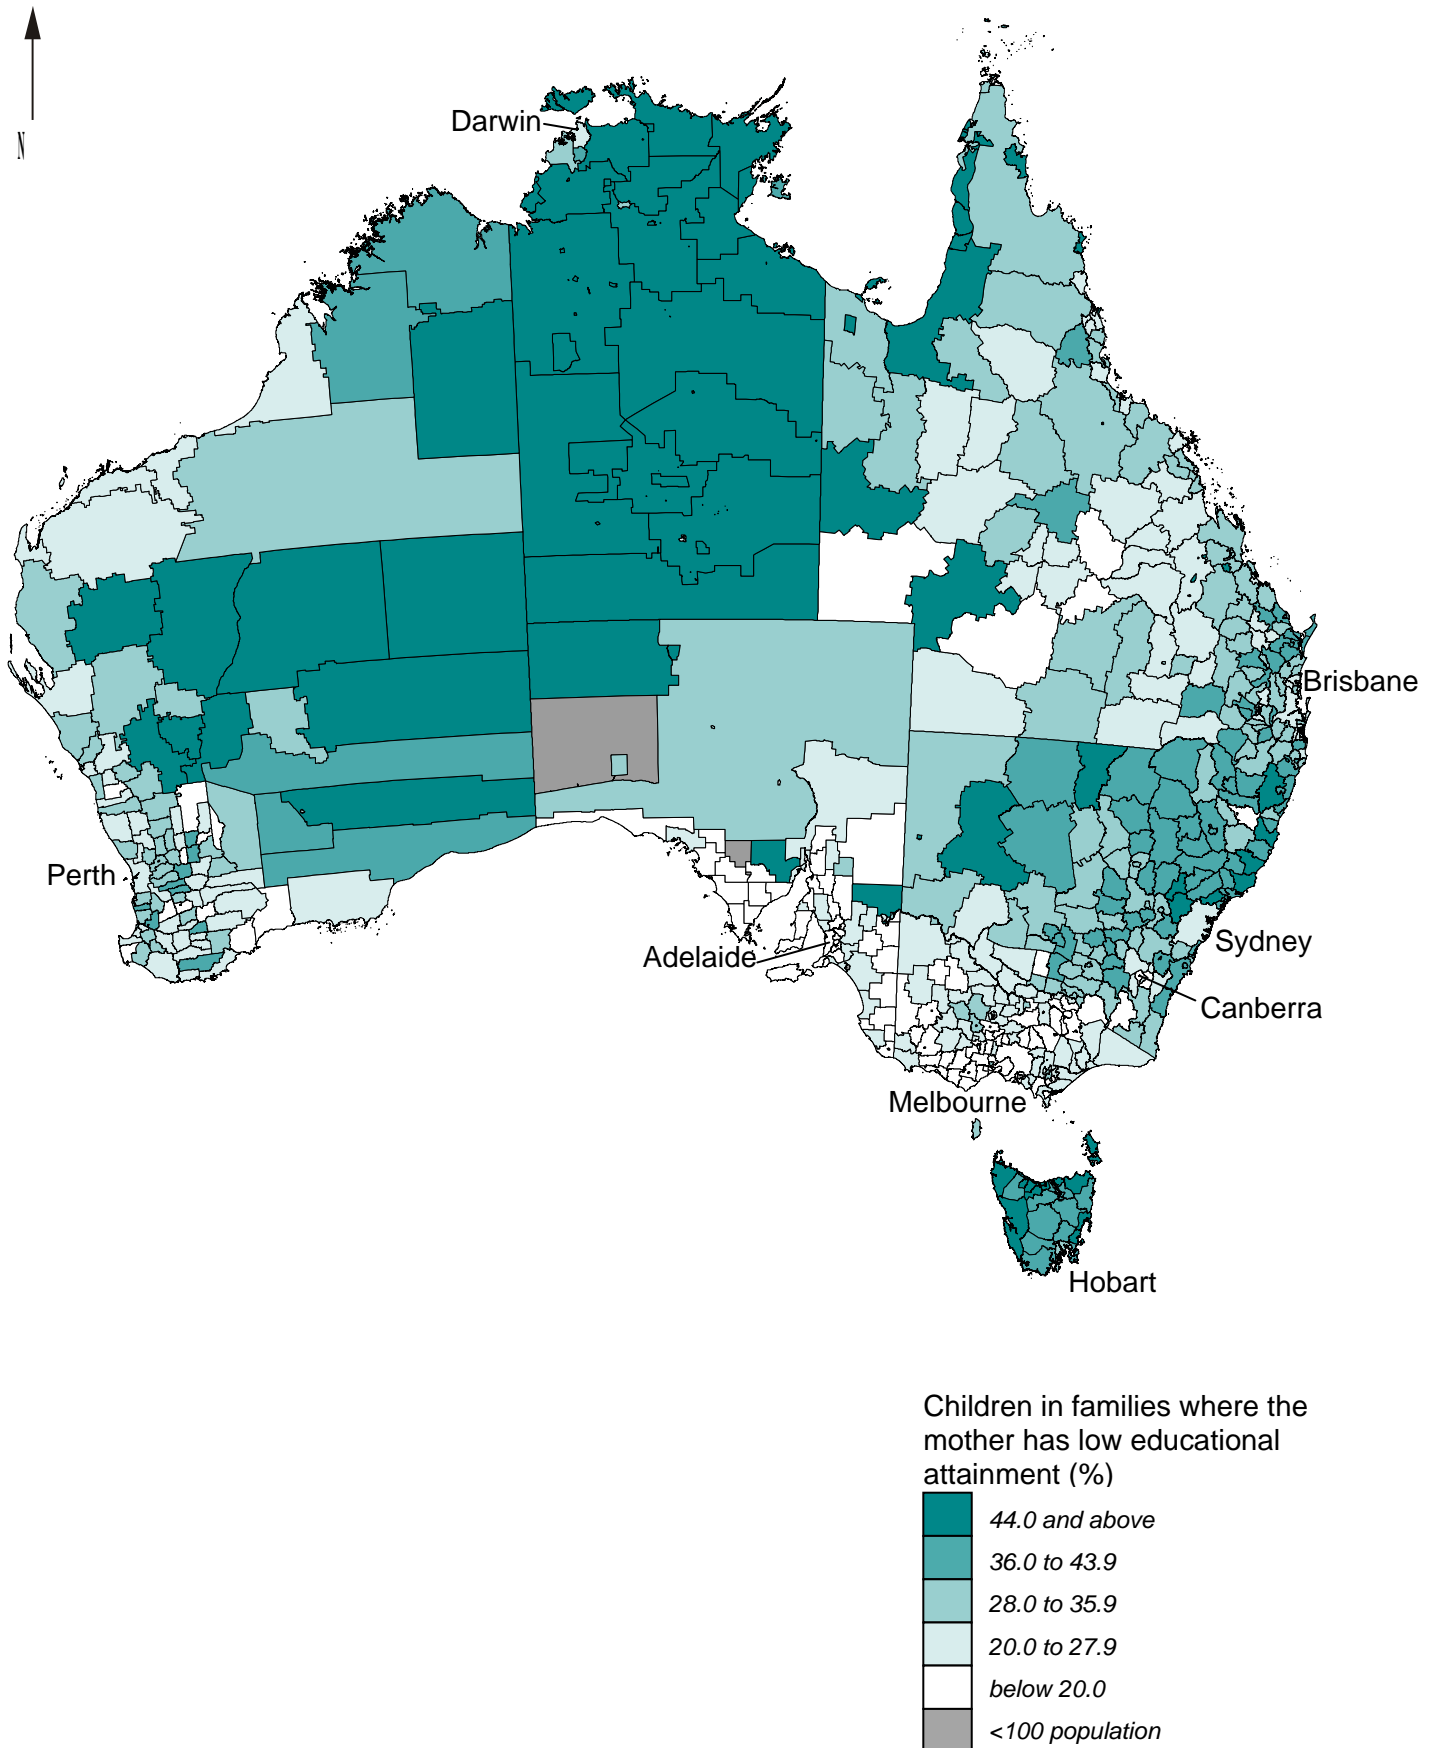 N
Darwin
Brisbane
Perth
Sydney
Adelaide
Canberra
Melbourne
Hobart
Children in families where the
mother has low educational
attainment (%)
44.0 and above
36.0 to 43.9
28.0 to 35.9
20.0 to 27.9
below 20.0
<100 population